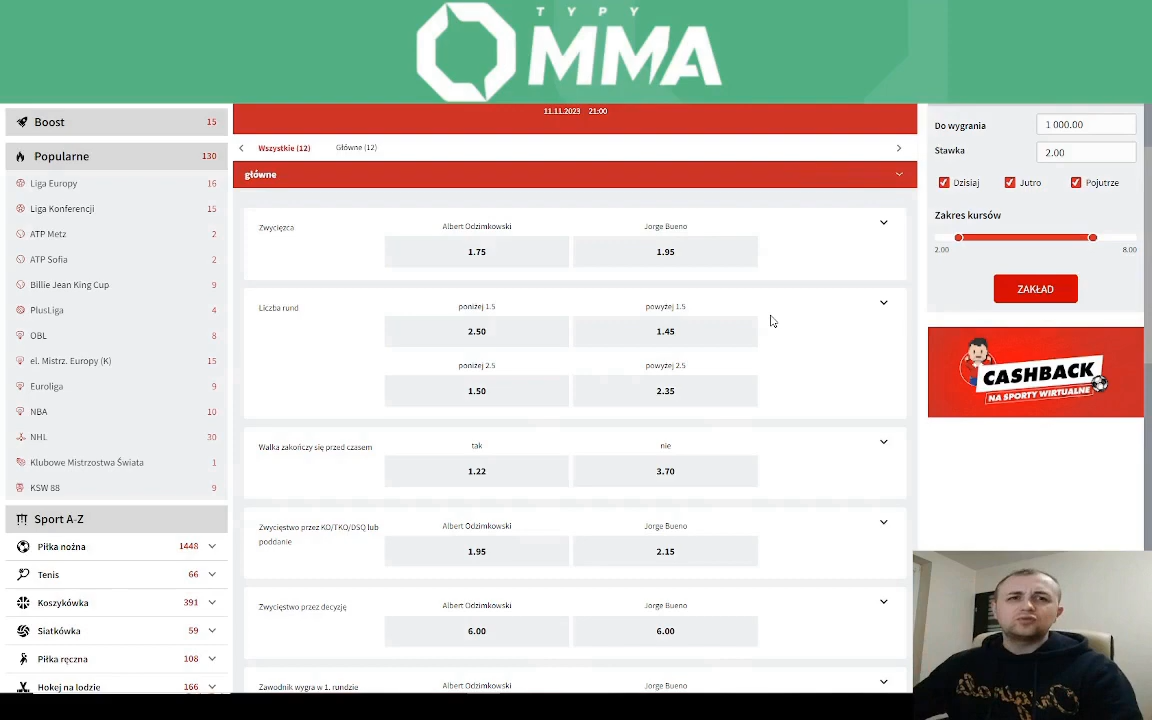 TYPY
MMA
11.11.2023 21:00
Boost 15
Popularne 130
Liga Europy 16
Liga Konferencji 15
ATP Metz 2
ATP Sofia 2
Billie Jean King Cup 9
PlusLiga 4
OBL 8
el. Mistrz. Europy (K) 15
Euroliga 9
NBA 10
NHL 30
Klubowe Mistrzostwa Świata 1
KSW 88 9
Sport A-Z
Piłka nożna 1448
Tenis 66
Koszykówka 391
Siatkówka 59
Piłka ręczna 108
Hokej na lodzie 166
Wszystkie (12) Główne (12)
główne
Zwycięzca Albert Odzimkowski Jorge Bueno
1.75 1.95
Liczba rund poniżej 1.5 powyżej 1.5
2.50 1.45
poniżej 2.5 powyżej 2.5
1.50 2.35
Walka zakończy się przed czasem tak nie
1.22 3.70
Zwycięstwo przez KO/TKO/DSQ lub Albert Odzimkowski Jorge Bueno
poddanie
1.95 2.15
Zwycięstwo przez decyzję Albert Odzimkowski Jorge Bueno
6.00 6.00
Zawodnik wygra w 1. rundzie Albert Odzimkowski Jorge Bueno
Do wygrania 1 000.00
Stawka 2.00
Dzisiaj Jutro Pojutrze
Zakres kursów
2.00 8.00
ZAKŁAD
CASHBACK
NA SPORTY WIRTUALNE